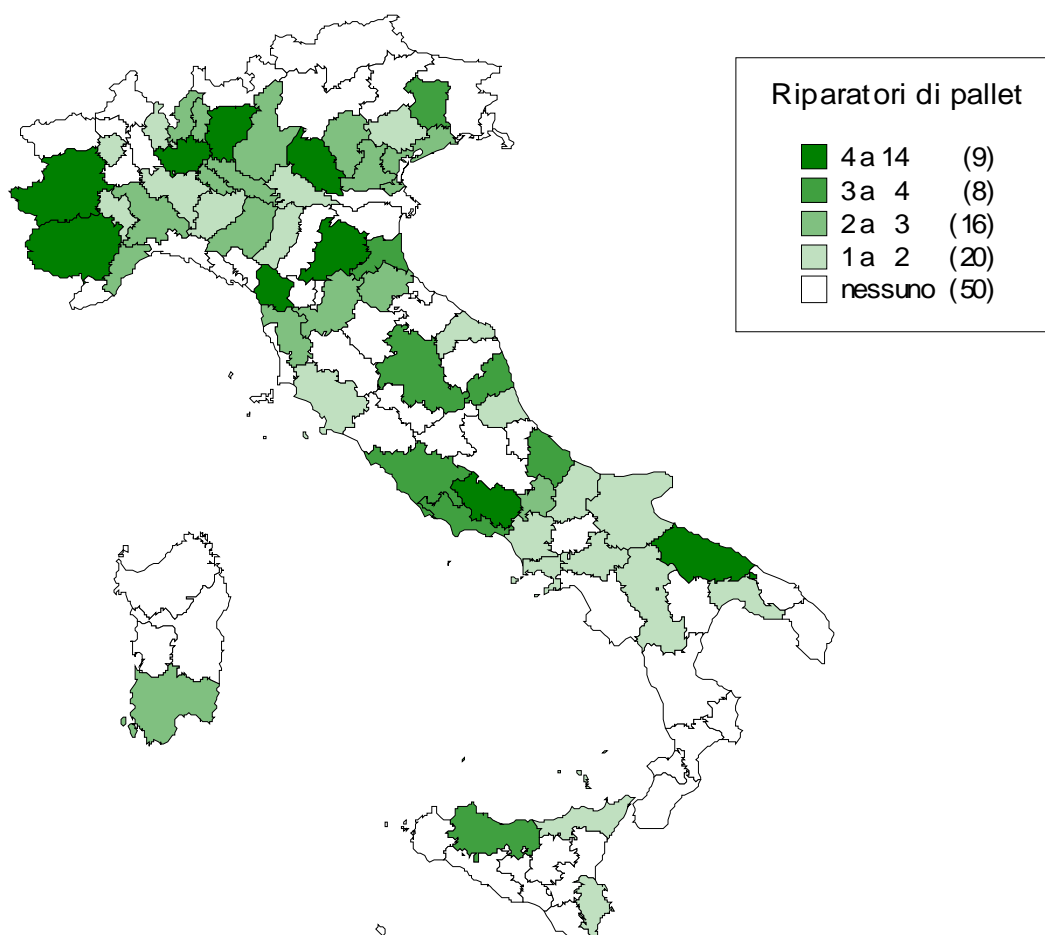 Riparatori di pallet
4 a 14 (9)
3 a 4 (8)
2 a 3 (16)
1 a 2 (20)
nessuno (50)